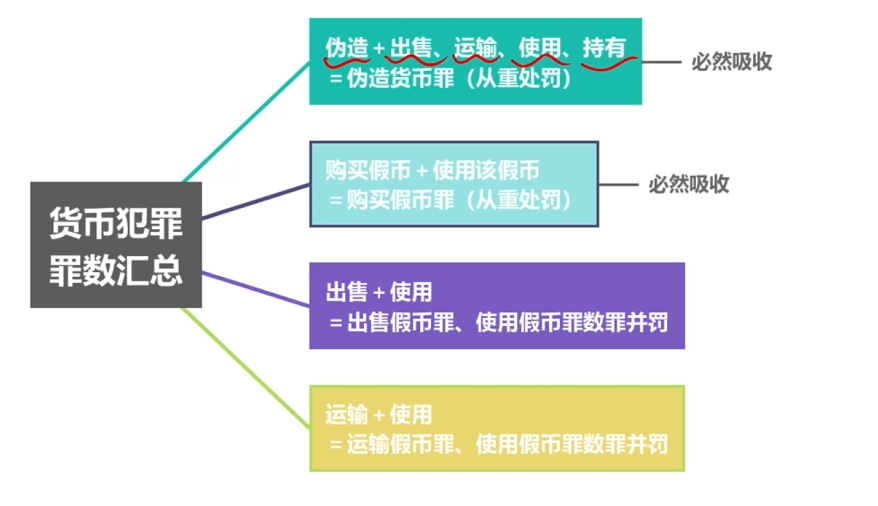 货币犯罪
罪数汇总
伪造+出售、运输、使用、持有
=伪造货币罪（从重处罚）
必然吸收
购买假币+使用该假币
=购买假币罪（从重处罚）
必然吸收
出售+使用
=出售假币罪、使用假币罪数罪并罚
运输+使用
=运输假币罪、使用假币罪数罪并罚